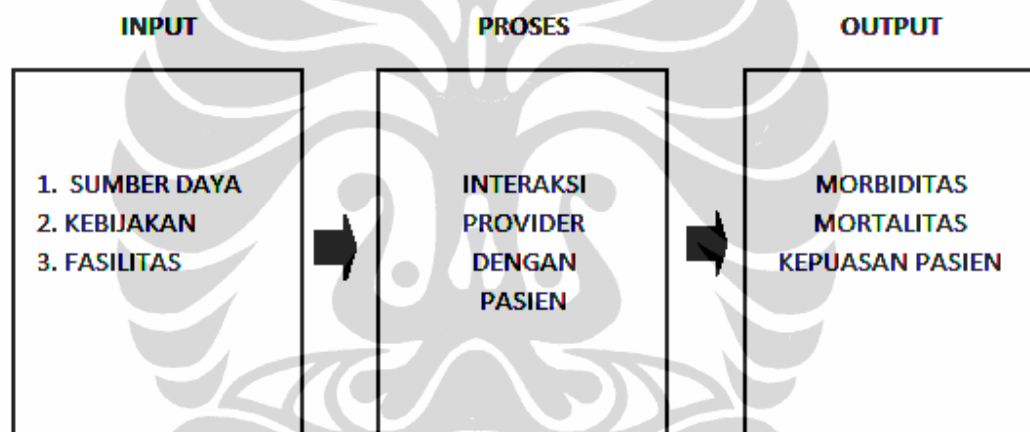 INPUT
PROSES
OUTPUT
1. SUMBER DAYA
2. KEBIJAKAN
3. FASILITAS
INTERAKSI
PROVIDER
DENGAN
PASIEN
MORBIDITAS
MORTALITAS
KEPUASAN PASIEN